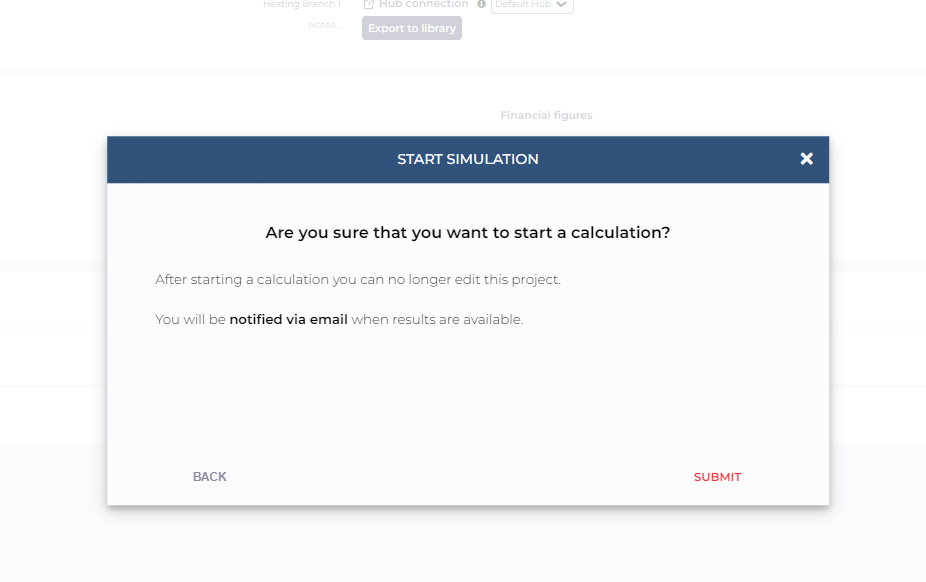 Heating Branch 1 Hub connection Default Hub
Notes... Export to library
Financial figures
START SIMULATION
Are you sure that you want to start a calculation?
After starting a calculation you can no longer edit this project.
You will be notified via email when results are available.
BACK SUBMIT